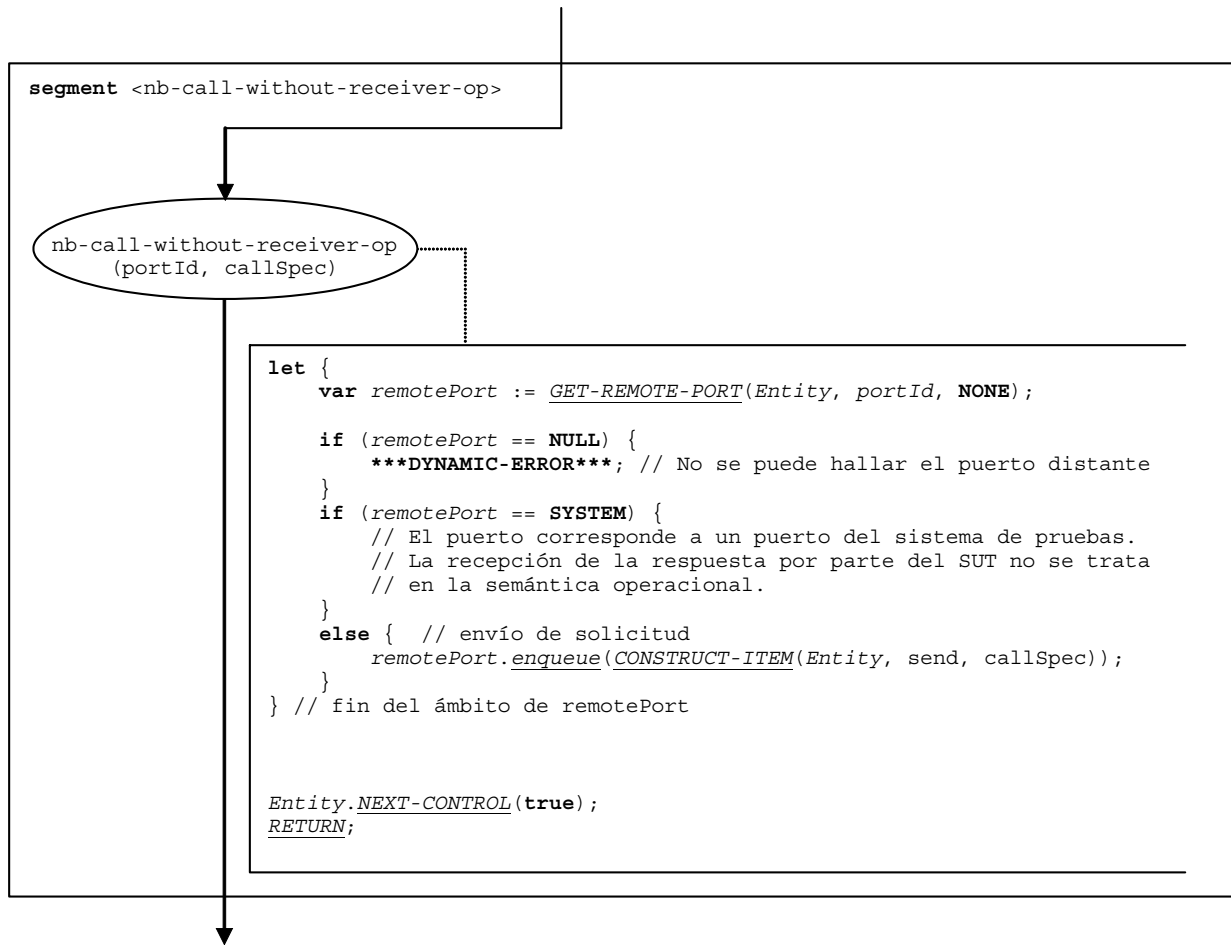 segment <nb-call-without-receiver-op>
nb-call-without-receiver-op
(portId, callSpec)
let {
    var remotePort := GET-REMOTE-PORT(Entity, portId, NONE);
    if (remotePort == NULL) {
        ***DYNAMIC-ERROR***; // No se puede hallar el puerto distante
    }
    if (remotePort == SYSTEM) {
        // El puerto corresponde a un puerto del sistema de pruebas.
        // La recepción de la respuesta por parte del SUT no se trata
        // en la semántica operacional.
    }
    else {  // envío de solicitud
        remotePort.enqueue(CONSTRUCT-ITEM(Entity, send, callSpec));
    }
} // fin del ámbito de remotePort
Entity.NEXT-CONTROL(true);
RETURN;